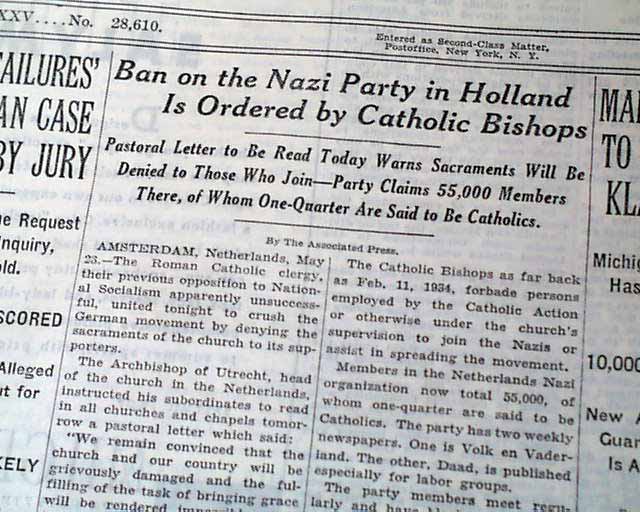 XXV....No. 28,610.
Entered as Second-Class Matter,
Postoffice, New York, N. Y.
FAILURES'
AN CASE
BY JURY
Request
Inquiry,
SCORED
Alleged
for
Ban on the Nazi Party in Holland
Is Ordered by Catholic Bishops
Pastoral Letter to Be Read Today Warns Sacraments Will Be
Denied to Those Who Join—Party Claims 55,000 Members
There, of Whom One-Quarter Are Said to Be Catholics.
By The Associated Press.
AMSTERDAM, Netherlands, May
23.—The Roman Catholic clergy,
their previous opposition to Nation-
al Socialism apparently unsuccess-
ful, united tonight to crush the
German movement by denying the
sacraments of the church to its sup-
porters.
The Archbishop of Utrecht, head
of the church in the Netherlands,
instructed his subordinates to read
in all churches and chapels tomor-
row a pastoral letter which said:
"We remain convinced that the
church and our country will be
grievously damaged and the ful-
filling of the task of bringing grace
will be rendered
The Catholic Bishops as far back
as Feb. 11, 1934, forbade persons
employed by the Catholic Action
or otherwise under the church's
supervision to join the Nazis or
assist in spreading the movement.
Members in the Netherlands Nazi
organization now total 55,000, of
whom one-quarter are said to be
Catholics. The party has two weekly
newspapers. One is Volk en Vader-
land. The other, Daad, is published
especially for labor groups.
The party members meet regu-
larly and have
TO
Michig
Has
10,000
New
Guar
Is A